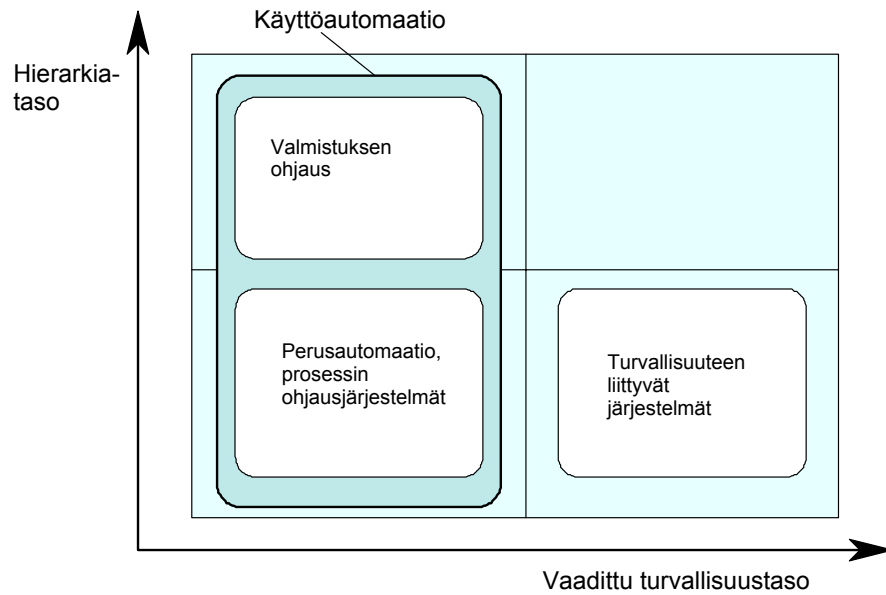 Käyttöautomaatio
Hierarkia-
taso
Valmistuksen
ohjaus
Perusautomaatio,
prosessin
ohjausjärjestelmät
Turvallisuuteen
liittyvät
järjestelmät
Vaadittu turvallisuustaso